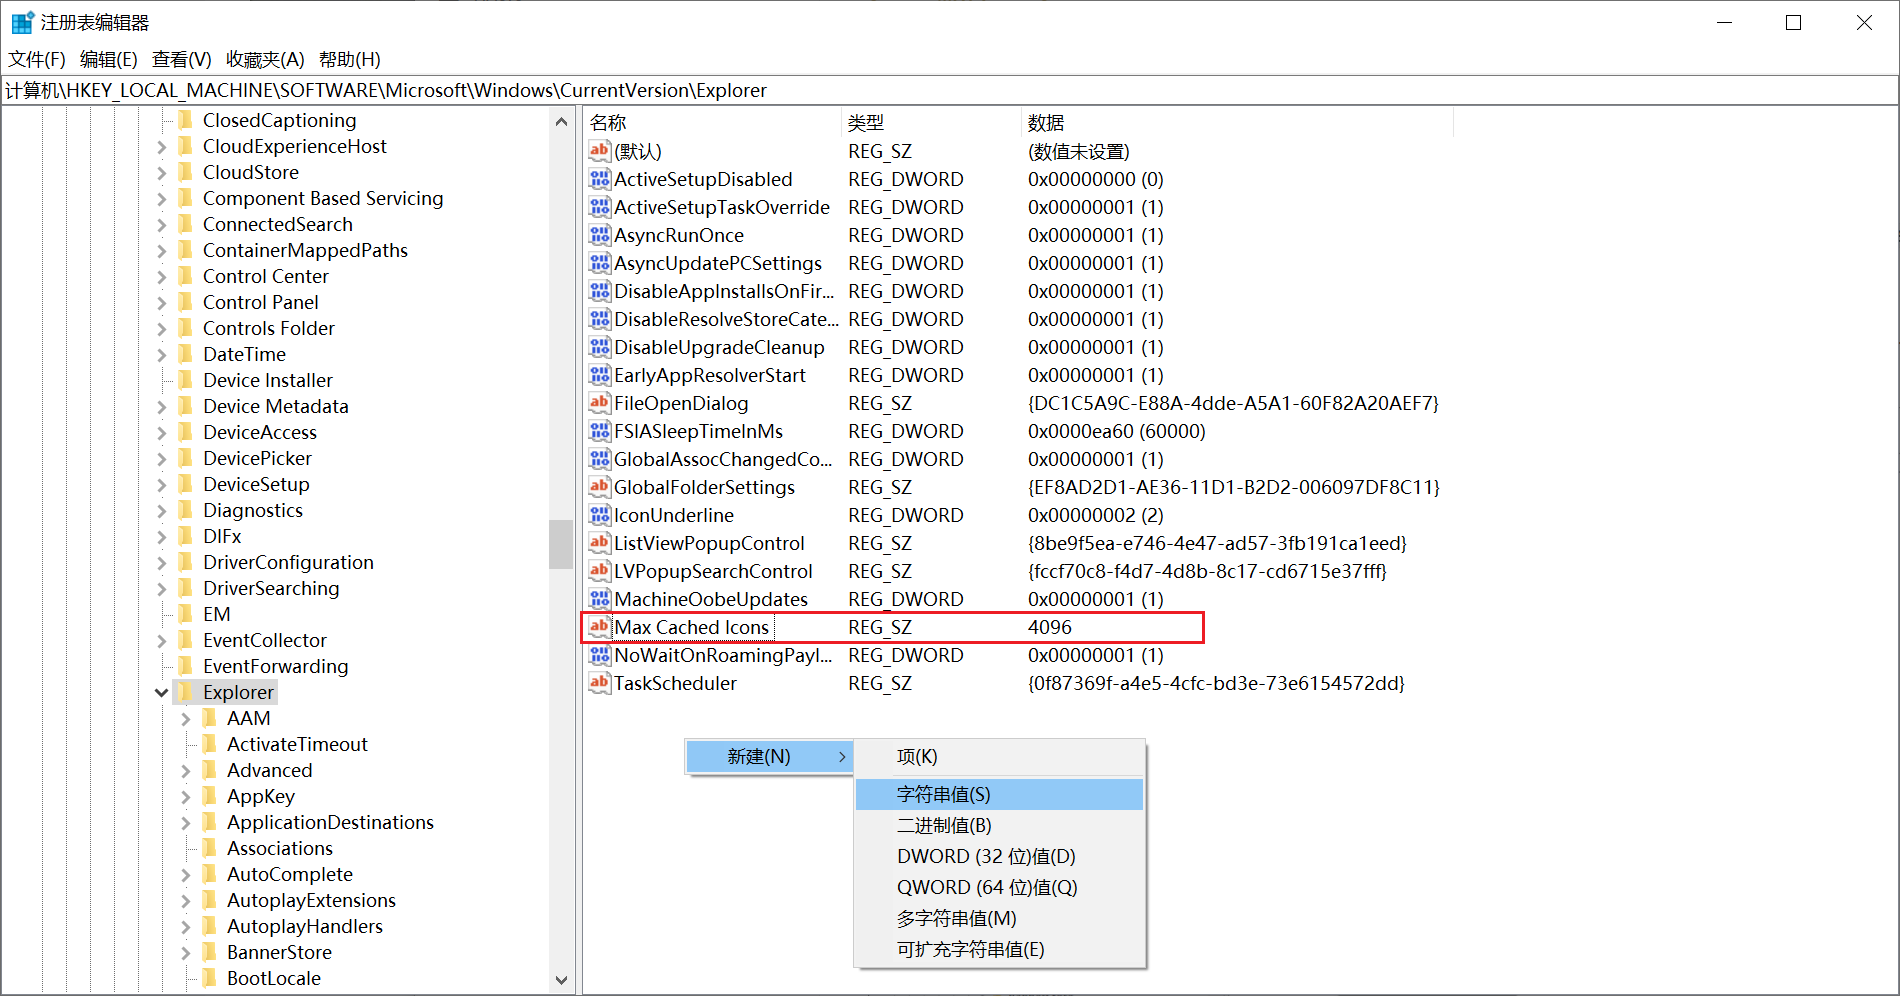 注册表编辑器
文件(F) 编辑(E) 查看(V) 收藏夹(A) 帮助(H)
计算机\HKEY_LOCAL_MACHINE\SOFTWARE\Microsoft\Windows\CurrentVersion\Explorer
ClosedCaptioning
CloudExperienceHost
CloudStore
Component Based Servicing
ConnectedSearch
ContainerMappedPaths
Control Center
Control Panel
Controls Folder
DateTime
Device Installer
Device Metadata
DeviceAccess
DevicePicker
DeviceSetup
Diagnostics
DIFx
DriverConfiguration
DriverSearching
EM
EventCollector
EventForwarding
Explorer
AAM
ActivateTimeout
Advanced
AppKey
ApplicationDestinations
Associations
AutoComplete
AutoplayExtensions
AutoplayHandlers
BannerStore
BootLocale
名称 类型 数据
(默认) REG_SZ (数值未设置)
ActiveSetupDisabled REG_DWORD 0x00000000 (0)
ActiveSetupTaskOverride REG_DWORD 0x00000001 (1)
AsyncRunOnce REG_DWORD 0x00000001 (1)
AsyncUpdatePCSettings REG_DWORD 0x00000001 (1)
DisableAppInstallsOnFir... REG_DWORD 0x00000001 (1)
DisableResolveStoreCate... REG_DWORD 0x00000001 (1)
DisableUpgradeCleanup REG_DWORD 0x00000001 (1)
EarlyAppResolverStart REG_DWORD 0x00000001 (1)
FileOpenDialog REG_SZ {DC1C5A9C-E88A-4dde-A5A1-60F82A20AEF7}
FSIASleepTimeInMs REG_DWORD 0x0000ea60 (60000)
GlobalAssocChangedCo... REG_DWORD 0x00000001 (1)
GlobalFolderSettings REG_SZ {EF8AD2D1-AE36-11D1-B2D2-006097DF8C11}
IconUnderline REG_DWORD 0x00000002 (2)
ListViewPopupControl REG_SZ {8be9f5ea-e746-4e47-ad57-3fb191ca1eed}
LVPopupSearchControl REG_SZ {fccf70c8-f4d7-4d8b-8c17-cd6715e37fff}
MachineOobeUpdates REG_DWORD 0x00000001 (1)
Max Cached Icons REG_SZ 4096
NoWaitOnRoamingPayl... REG_DWORD 0x00000001 (1)
TaskScheduler REG_SZ {0f87369f-a4e5-4cfc-bd3e-73e6154572dd}
新建(N)
项(K)
字符串值(S)
二进制值(B)
DWORD (32 位)值(D)
QWORD (64 位)值(Q)
多字符串值(M)
可扩充字符串值(E)